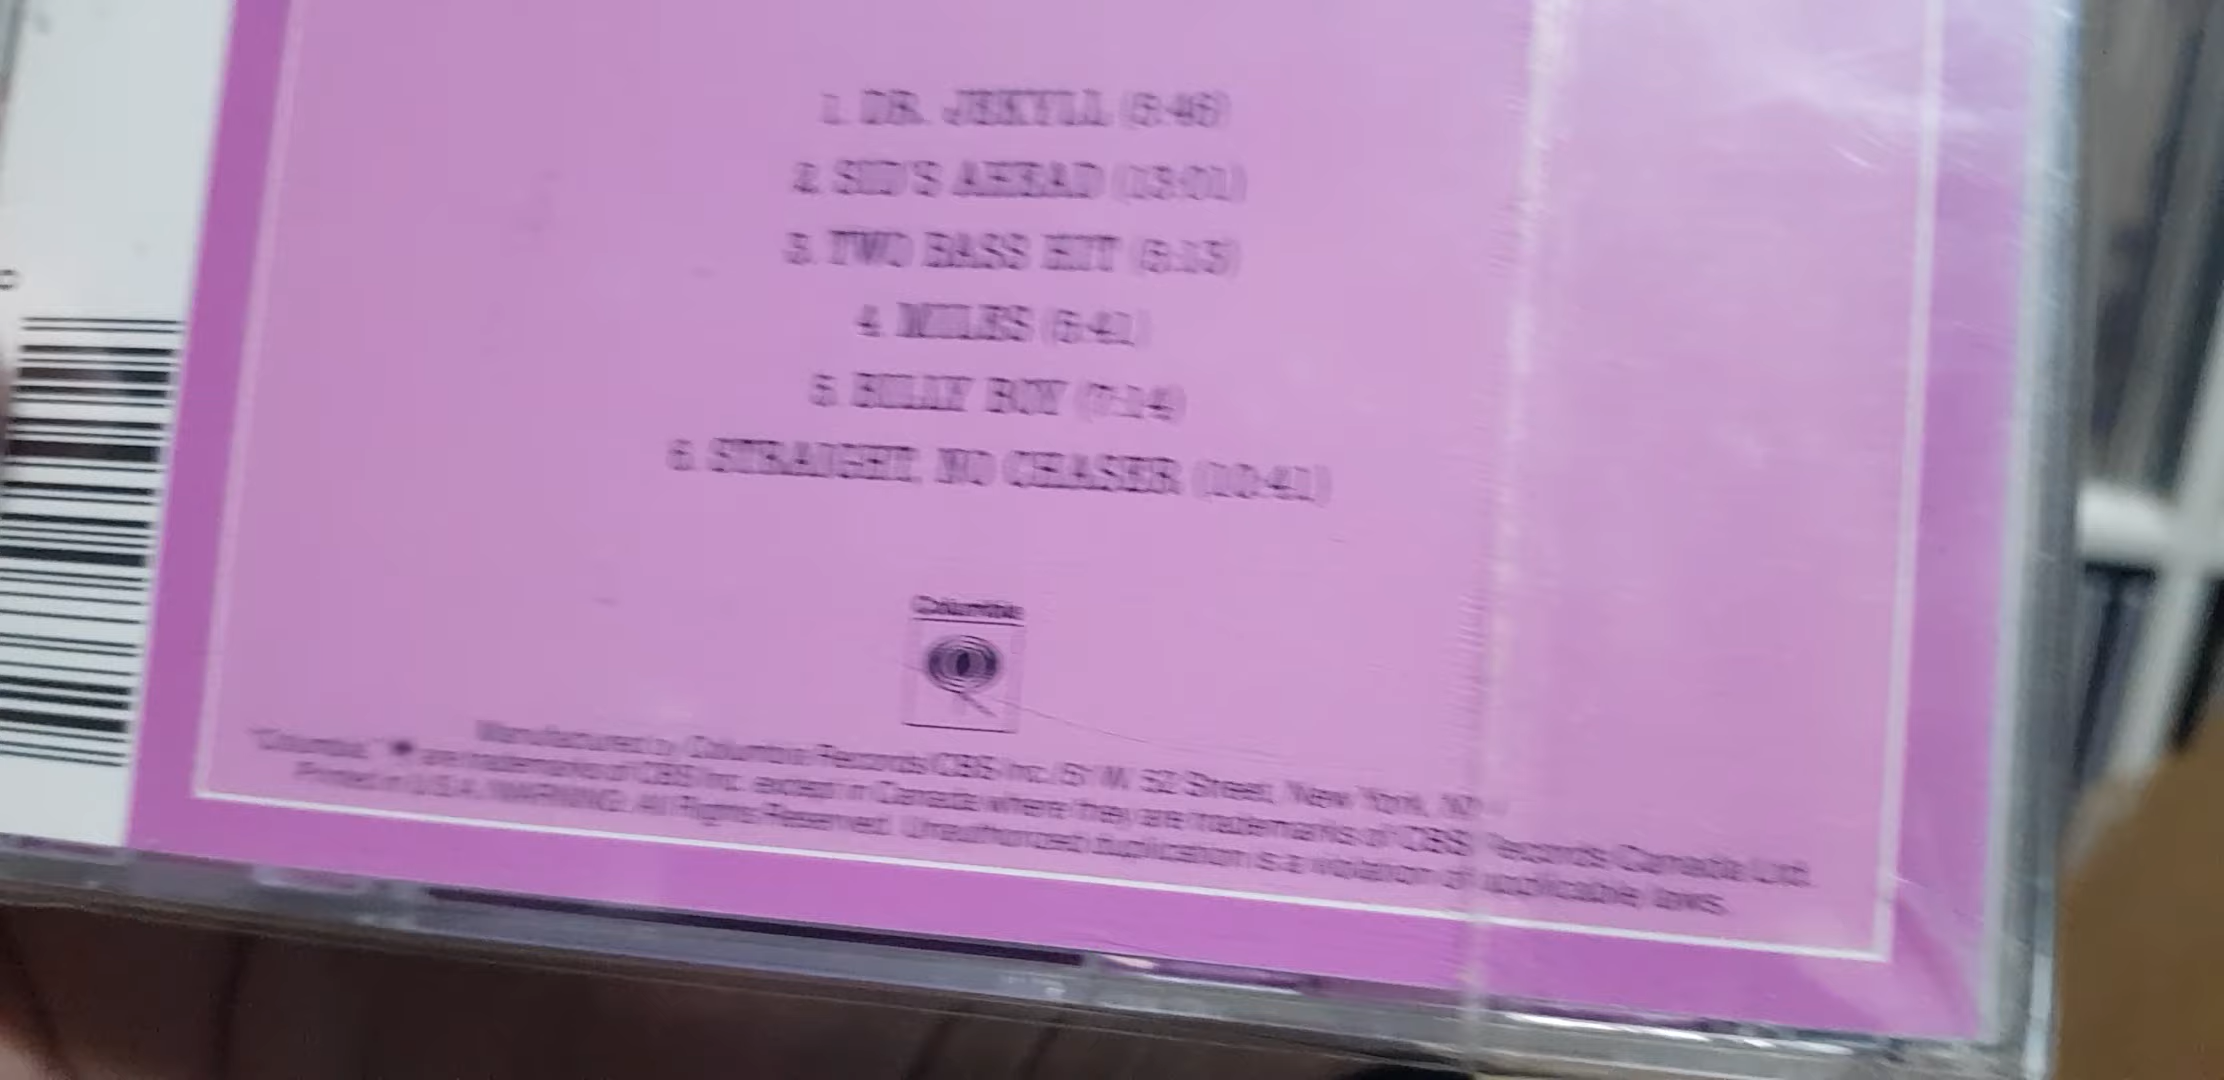 1. DR. JEKYLL (5:46)
2. SID'S AHEAD (13:01)
3. TWO BASS HIT (5:13)
4. MILES (5:41)
5. BILLY BOY (7:14)
6. STRAIGHT, NO CHASER (10:41)
Columbia
Manufactured by Columbia Records/CBS Inc./51 W. 52 Street, New York, NY
"Columbia," are trademarks of CBS Inc. except in Canada where they are trademarks of CBS Records Canada Ltd.
Printed in U.S.A. WARNING: All Rights Reserved. Unauthorized duplication is a violation of applicable laws.